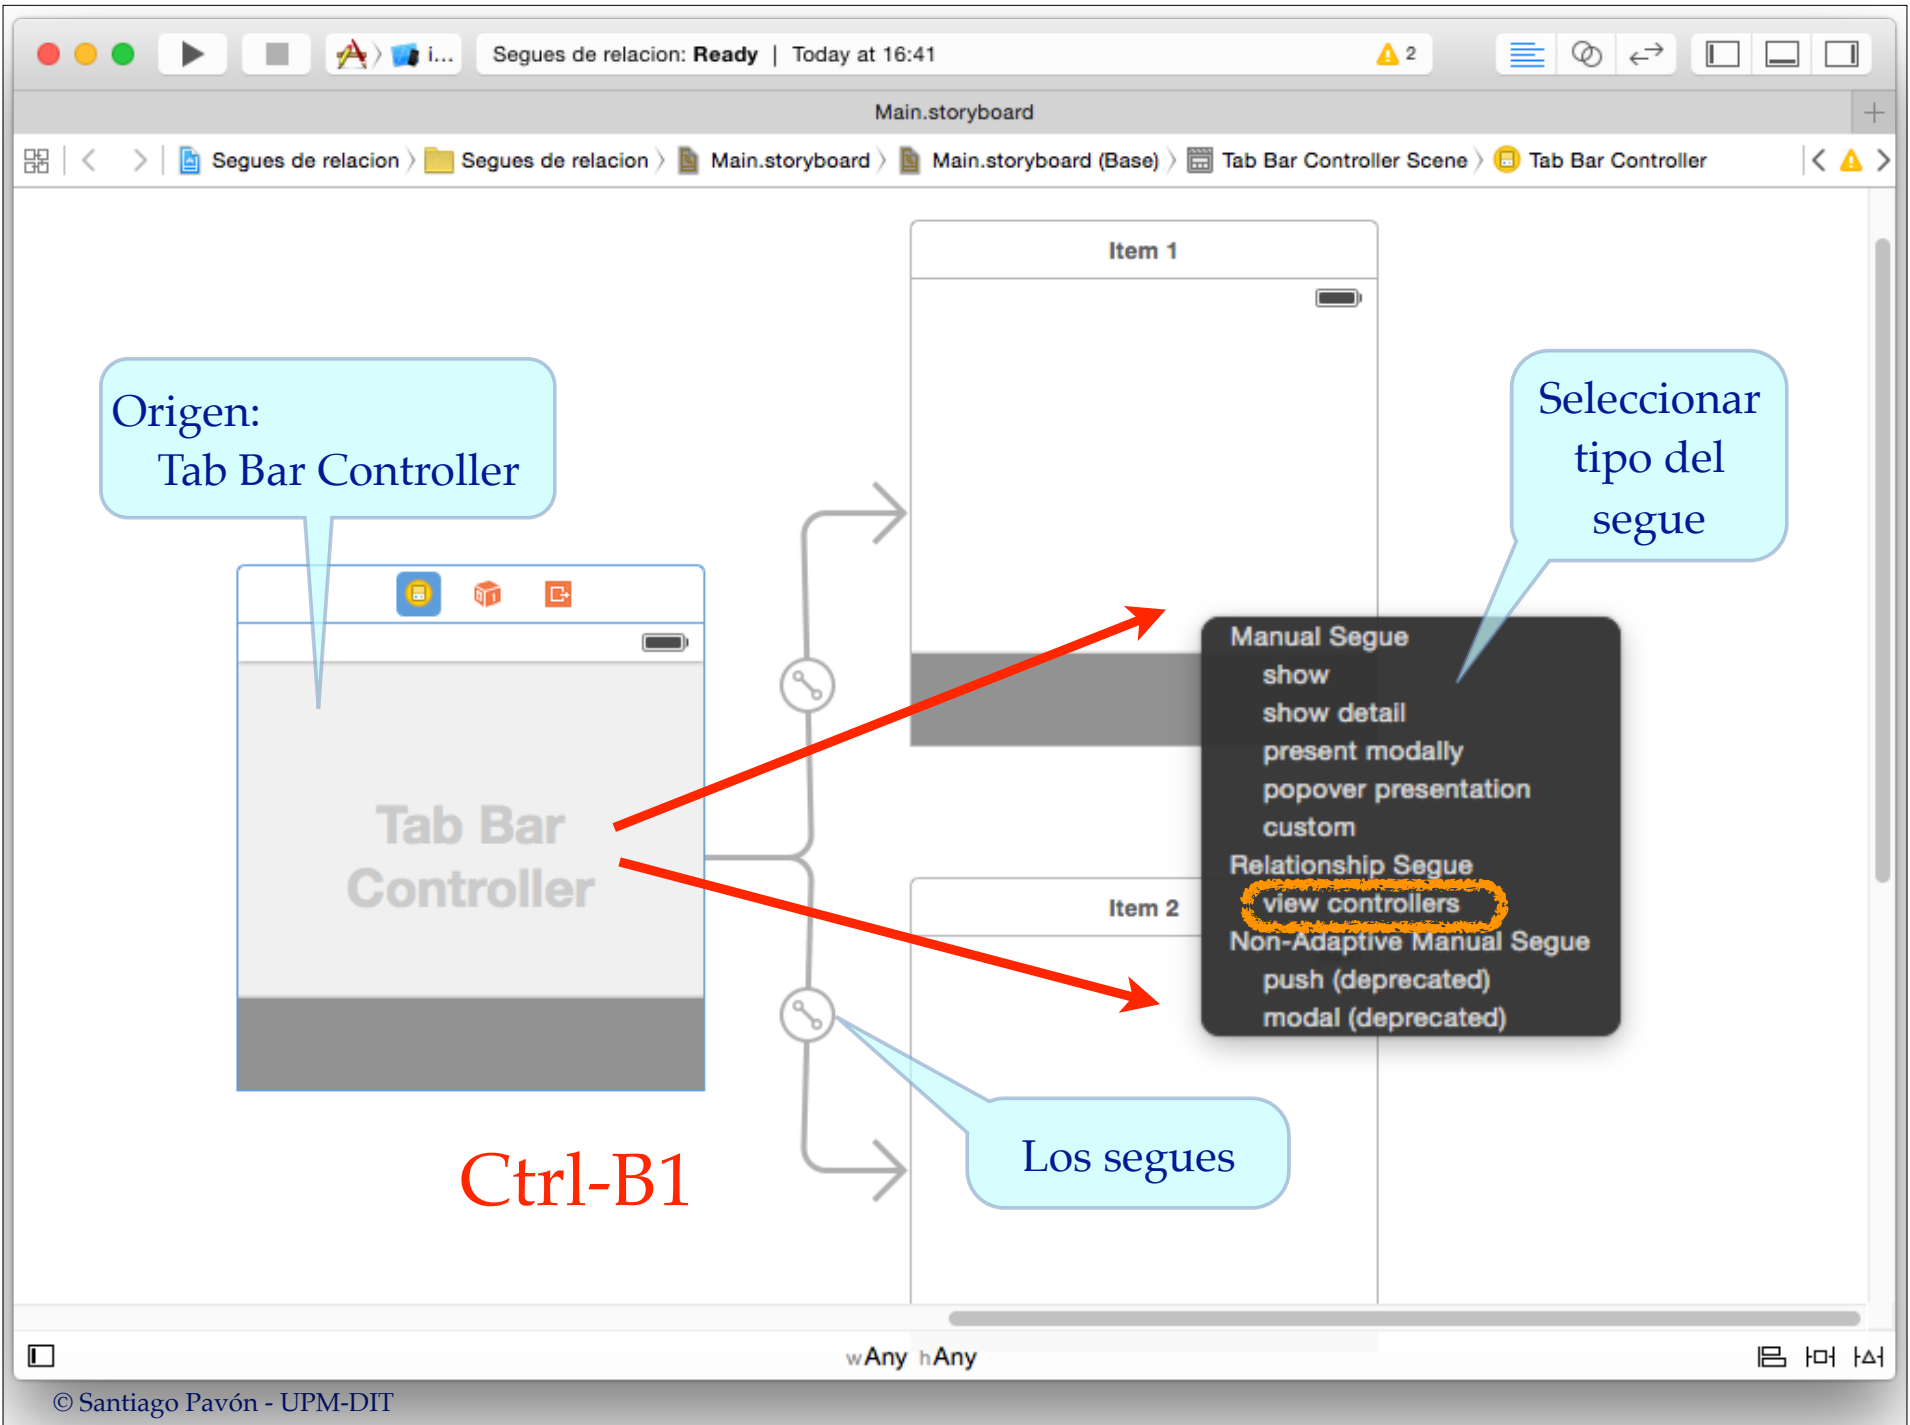 i...
Segues de relacion: Ready | Today at 16:41
2
Main.storyboard
Segues de relacion
Segues de relacion
Main.storyboard
Main.storyboard (Base)
Tab Bar Controller Scene
Tab Bar Controller
Item 1
Origen:
Tab Bar Controller
Seleccionar
tipo del
segue
Manual Segue
show
show detail
present modally
popover presentation
custom
Relationship Segue
view controllers
Non-Adaptive Manual Segue
push (deprecated)
modal (deprecated)
Tab Bar
Controller
Item 2
Los segues
Ctrl-B1
wAny hAny
© Santiago Pavón - UPM-DIT